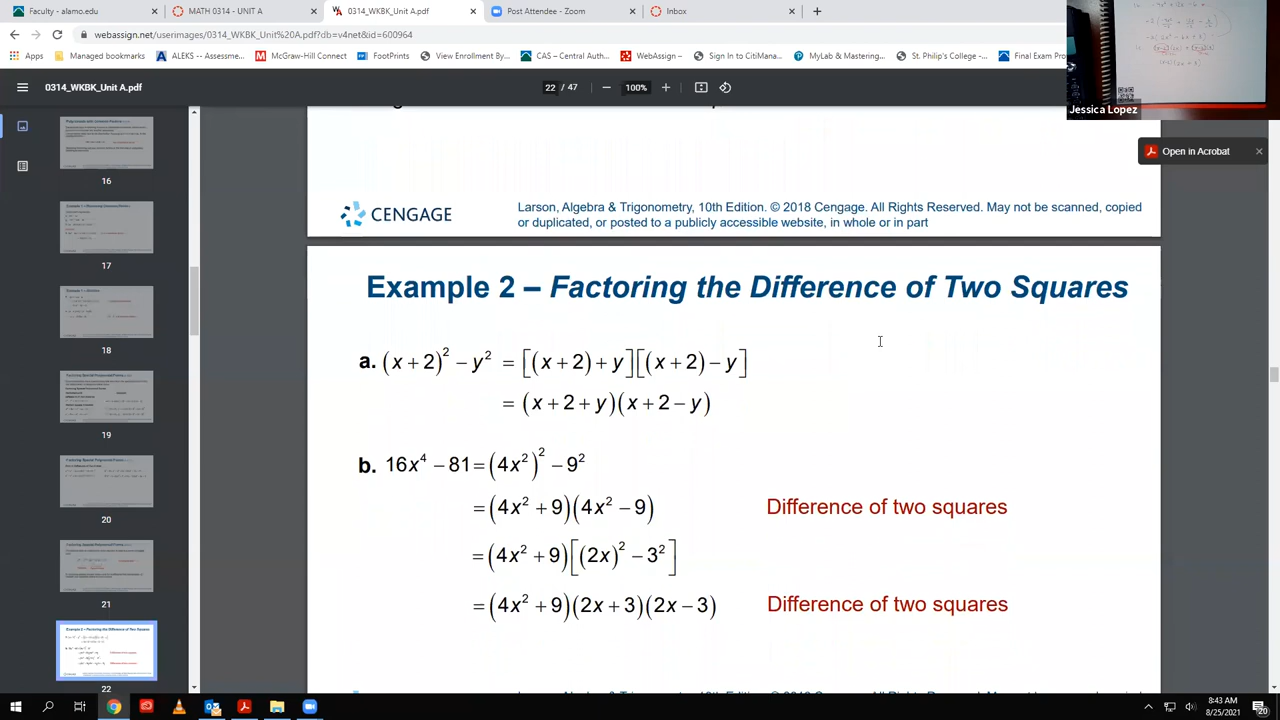 Faculty - alamo.edu
MATH 0314 - UNIT A
0314_WKBK_Unit A.pdf
Post Attendee - Zoom
Inbox
webassign.net/userimages/0314_WKBK_Unit%20A.pdf?db=v4net&id=600964
Apps
Managed bookmarks
ALEKS -- Assessme...
McGraw-Hill Connect
FootPrints
View Enrollment By...
CAS – Central Auth...
WebAssign
Sign In to CitiMana...
MyLab & Mastering...
St. Philip's College -...
Final Exam Pro
0314_WKBK_Unit A.pdf
22 / 47
100%
Jessica Lopez
Open in Acrobat
16
17
18
19
20
21
22
CENGAGE
Larson, Algebra & Trigonometry, 10th Edition. © 2018 Cengage. All Rights Reserved. May not be scanned, copied
or duplicated, or posted to a publicly accessible website, in whole or in part
Example 2 – Factoring the Difference of Two Squares
a. (x + 2)² – y² = [(x + 2) + y][(x + 2) – y]
= (x + 2 + y)(x + 2 – y)
b. 16x⁴ – 81 = (4x²)² – 9²
= (4x² + 9)(4x² – 9) Difference of two squares
= (4x² + 9)[(2x)² – 3²]
= (4x² + 9)(2x + 3)(2x – 3) Difference of two squares
8:43 AM
8/25/2021
20